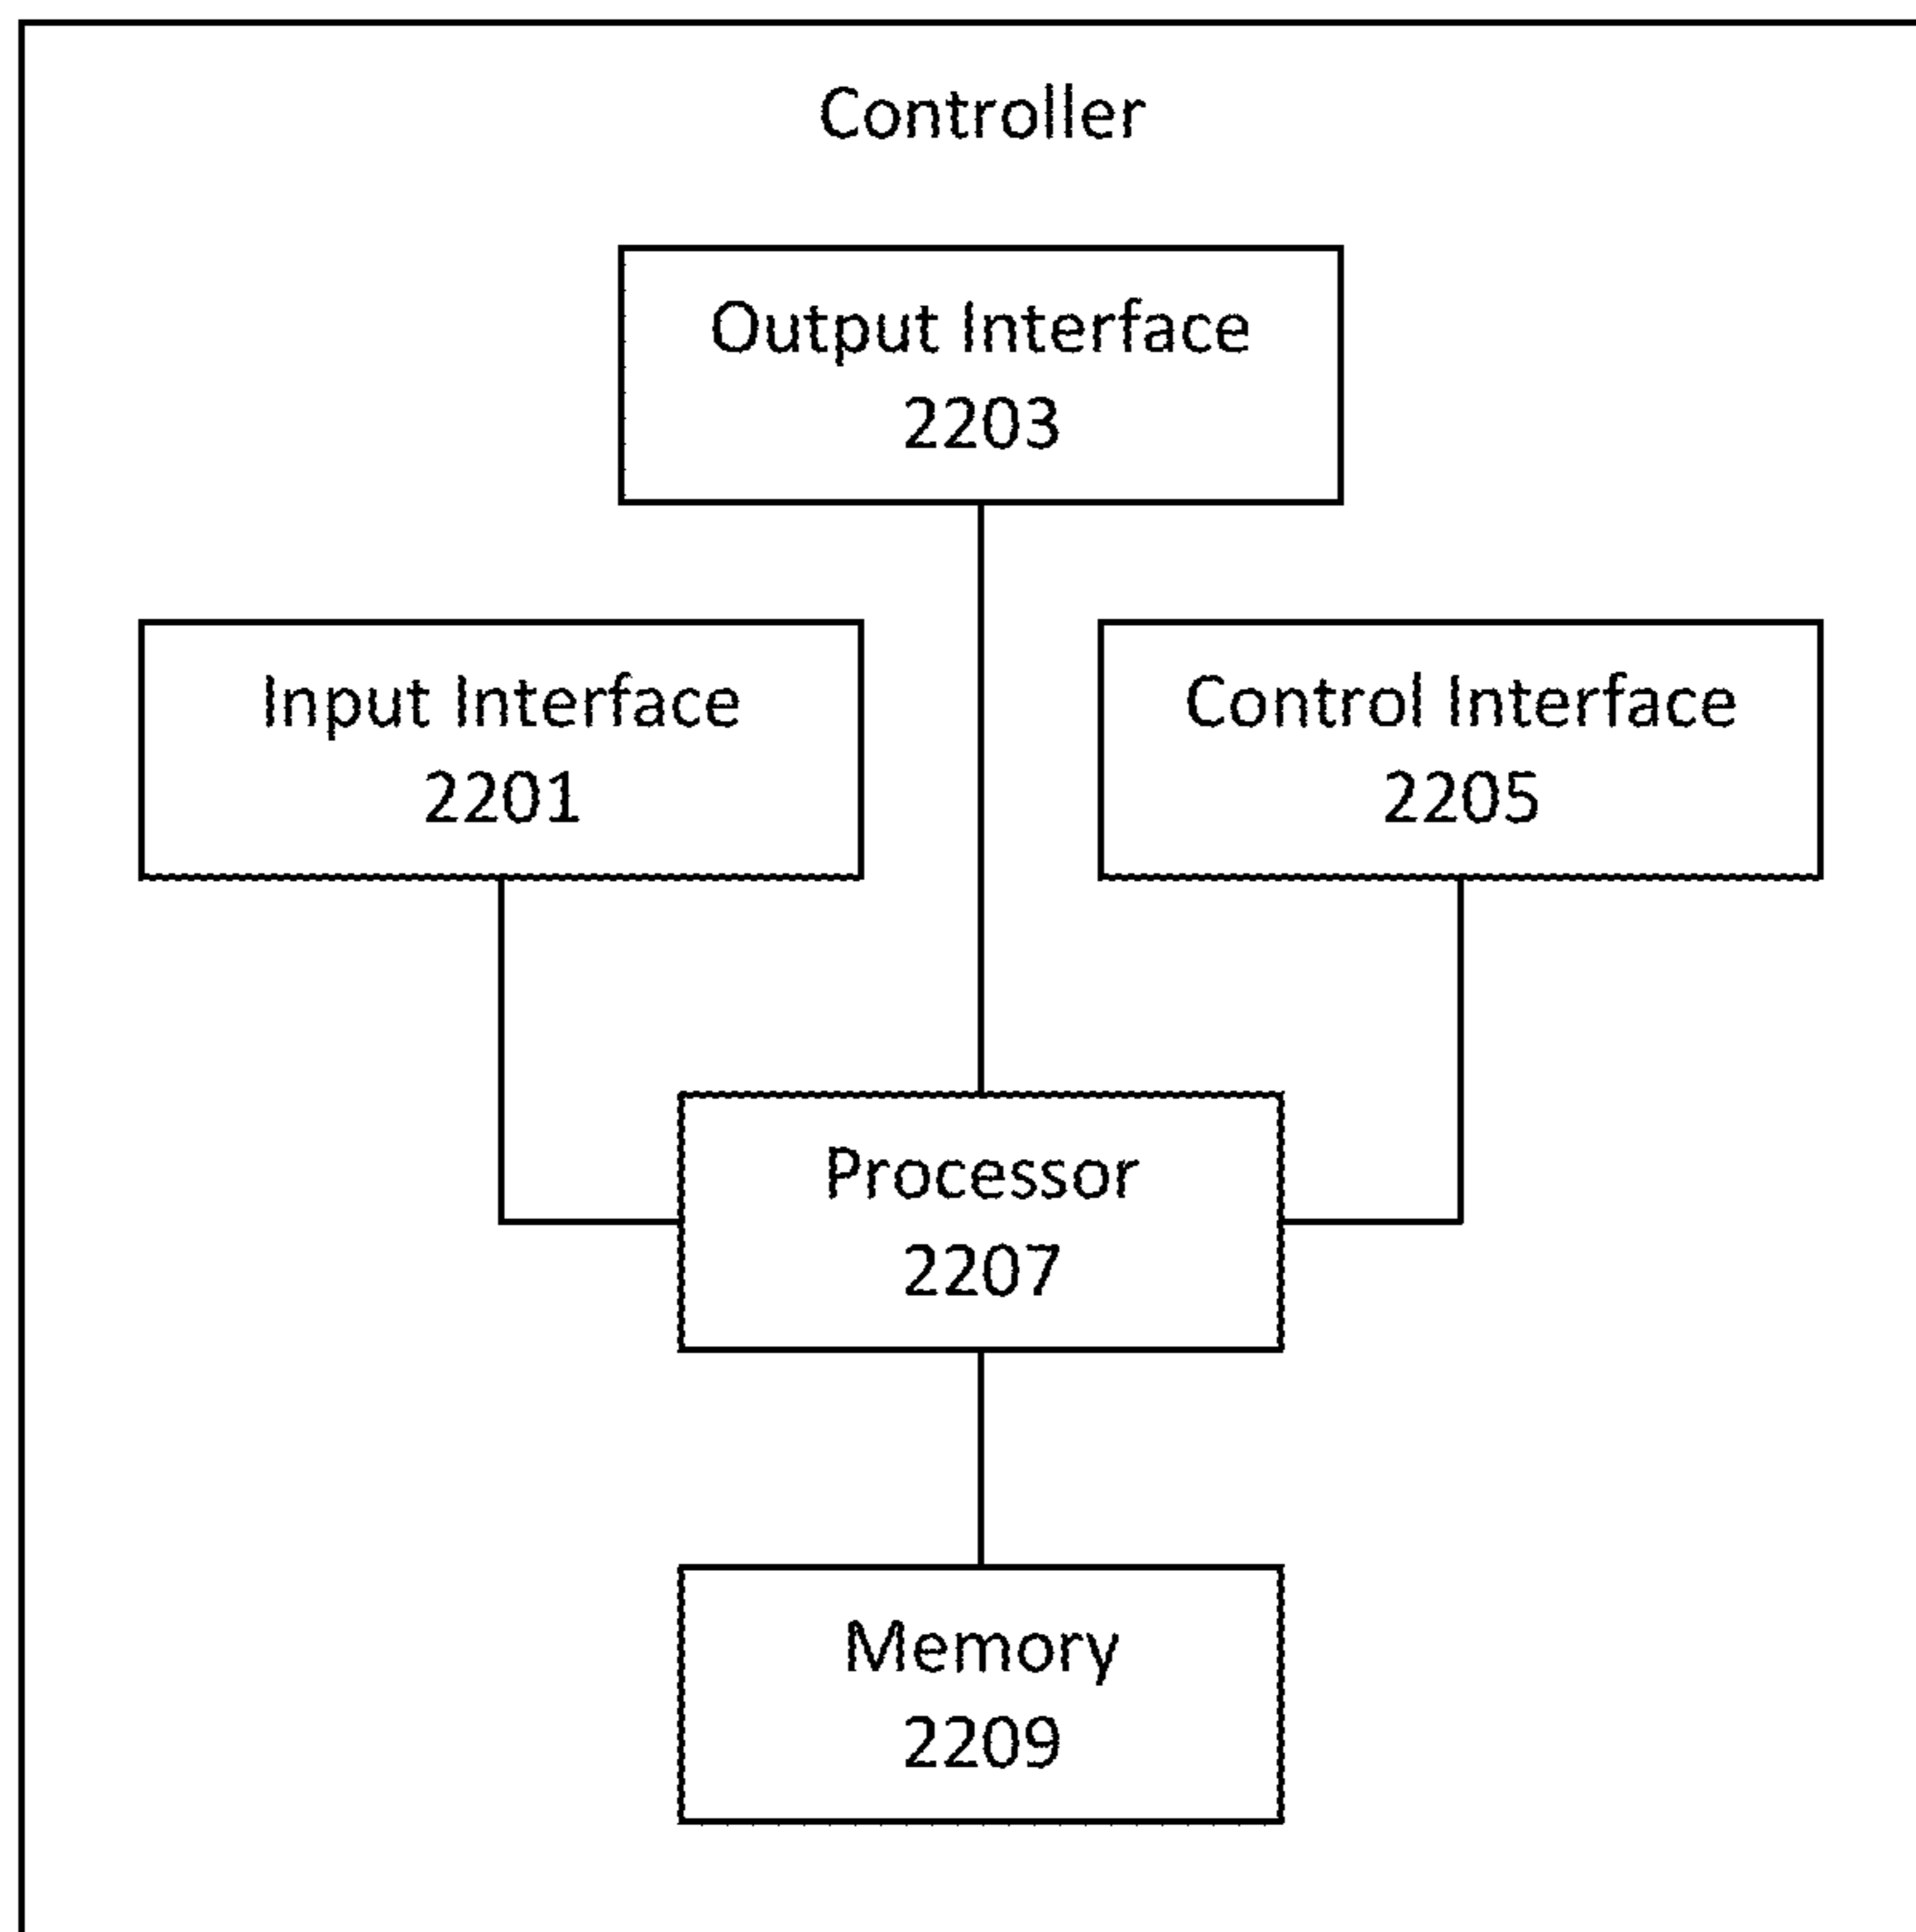 Controller
Output Interface
2203
Input Interface
2201
Control Interface
2205
Processor
2207
Memory
2209